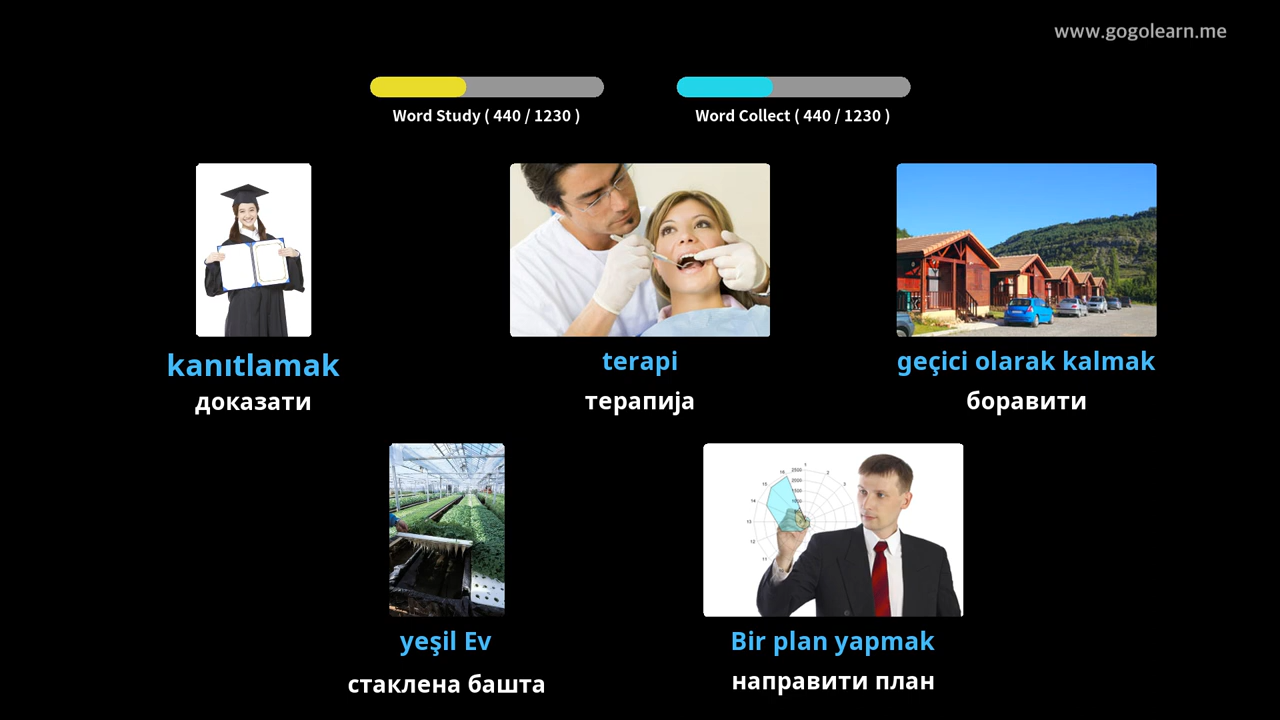 www.gogolearn.me
Word Study ( 440 / 1230 )
Word Collect ( 440 / 1230 )
kanıtlamak
доказати
terapi
терапија
geçici olarak kalmak
боравити
yeşil Ev
стаклена башта
Bir plan yapmak
направити план